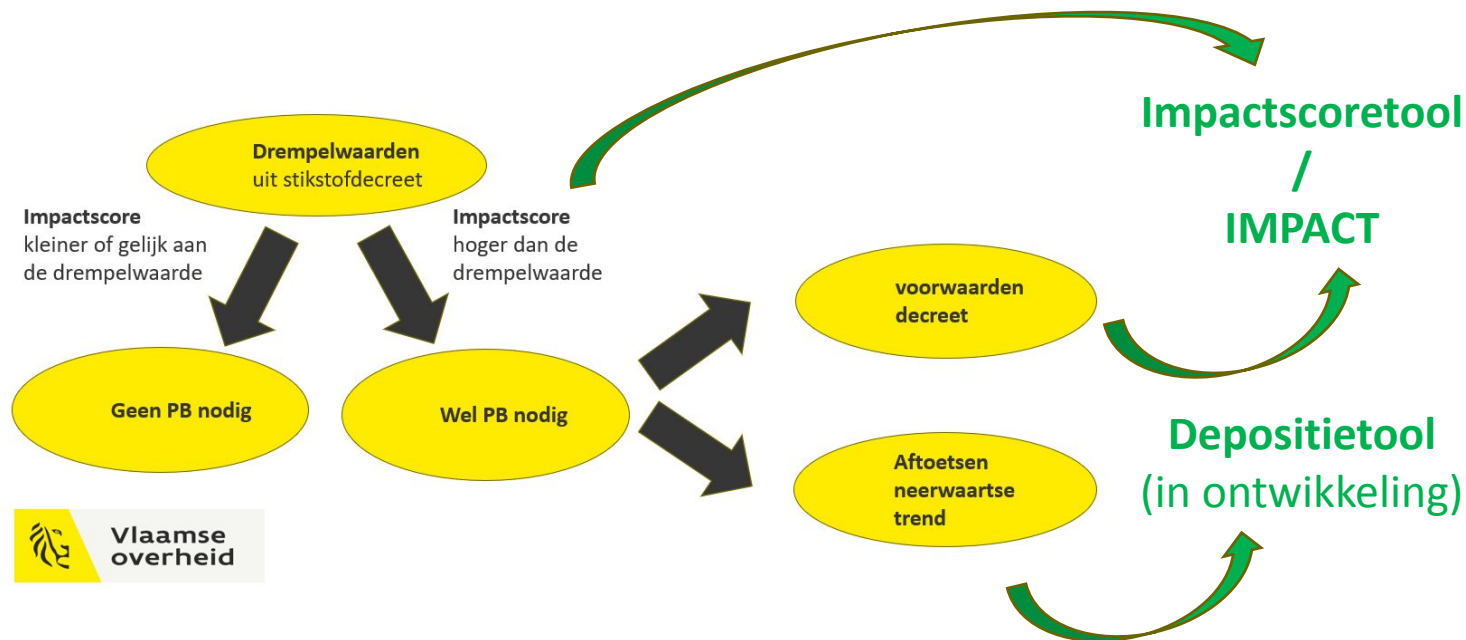 Drempelwaarden
uit stikstofdecreet
Impactscore
kleiner of gelijk aan
de drempelwaarde
Impactscore
hoger dan de
drempelwaarde
Geen PB nodig
Wel PB nodig
voorwaarden
decreet
Aftoetsen
neerwaartse
trend
Impactscoretool
/
IMPACT
Depositietool
(in ontwikkeling)
Vlaamse
overheid